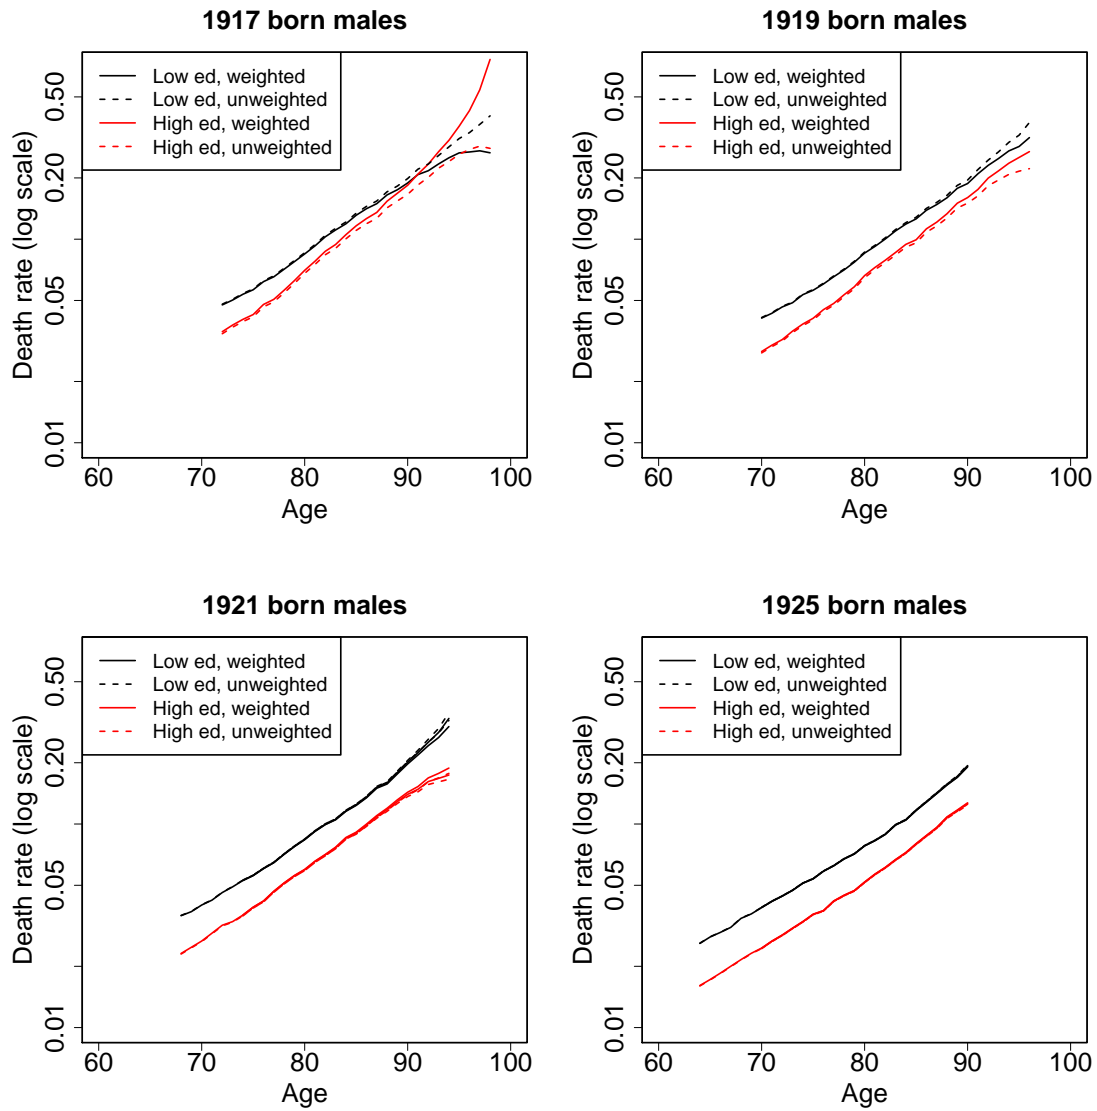 1917 born males
Low ed, weighted
Low ed, unweighted
High ed, weighted
High ed, unweighted
Death rate (log scale)
0.50
0.20
0.05
0.01
60 70 80 90 100
Age
1919 born males
Low ed, weighted
Low ed, unweighted
High ed, weighted
High ed, unweighted
Death rate (log scale)
0.50
0.20
0.05
0.01
60 70 80 90 100
Age
1921 born males
Low ed, weighted
Low ed, unweighted
High ed, weighted
High ed, unweighted
Death rate (log scale)
0.50
0.20
0.05
0.01
60 70 80 90 100
Age
1925 born males
Low ed, weighted
Low ed, unweighted
High ed, weighted
High ed, unweighted
Death rate (log scale)
0.50
0.20
0.05
0.01
60 70 80 90 100
Age